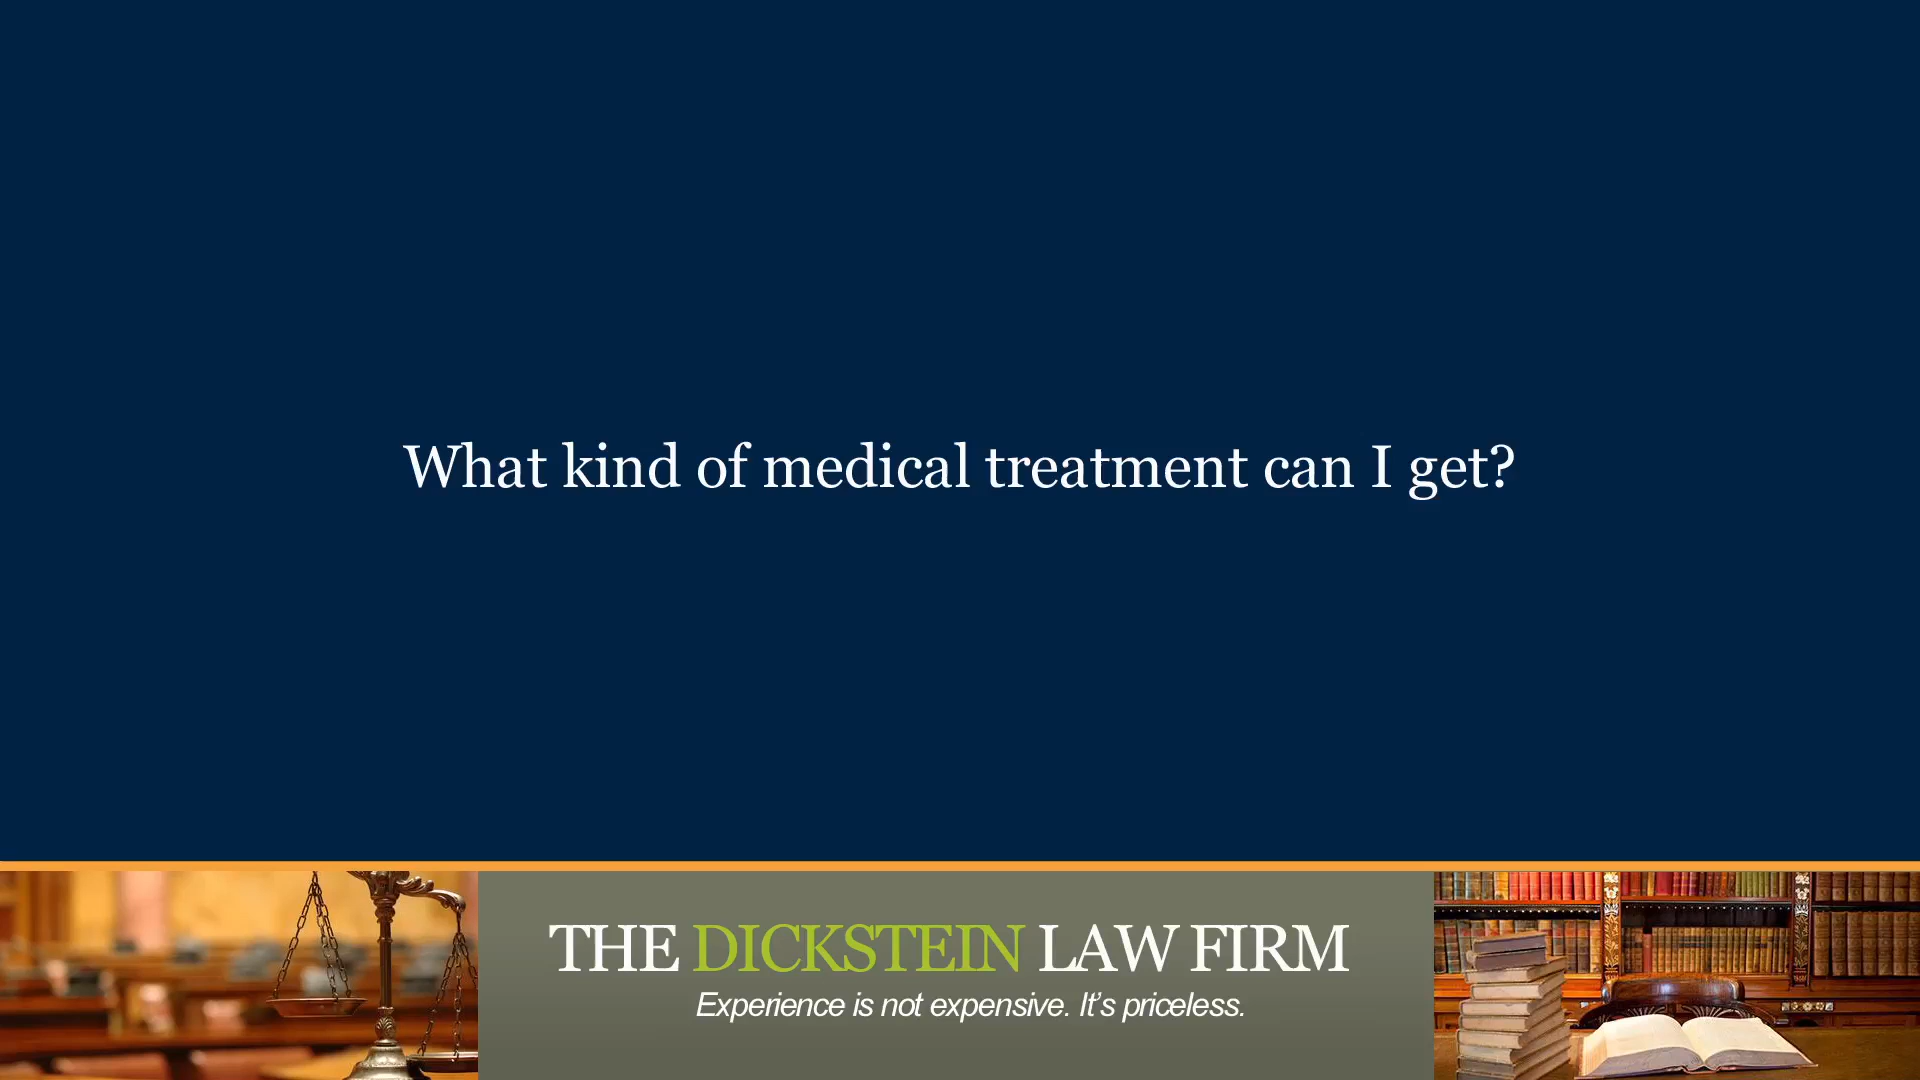 What kind of medical treatment can I get?
THE DICKSTEIN LAW FIRM
Experience is not expensive. It’s priceless.